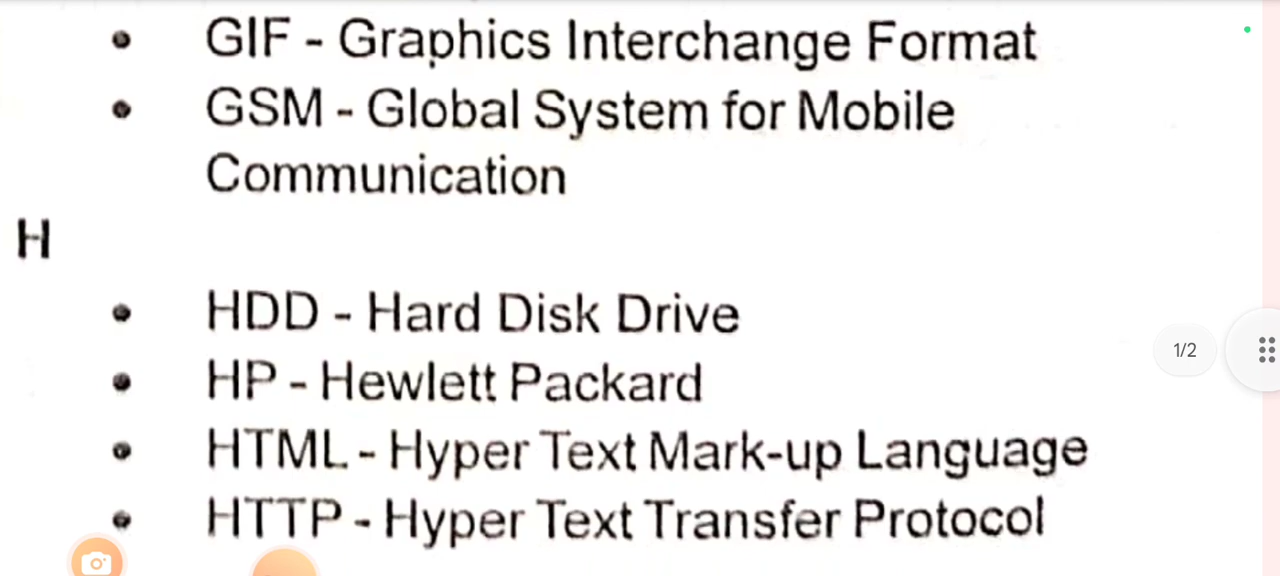 • GIF - Graphics Interchange Format
• GSM - Global System for Mobile
Communication
H
• HDD - Hard Disk Drive
• HP - Hewlett Packard
• HTML - Hyper Text Mark-up Language
• HTTP - Hyper Text Transfer Protocol
1/2